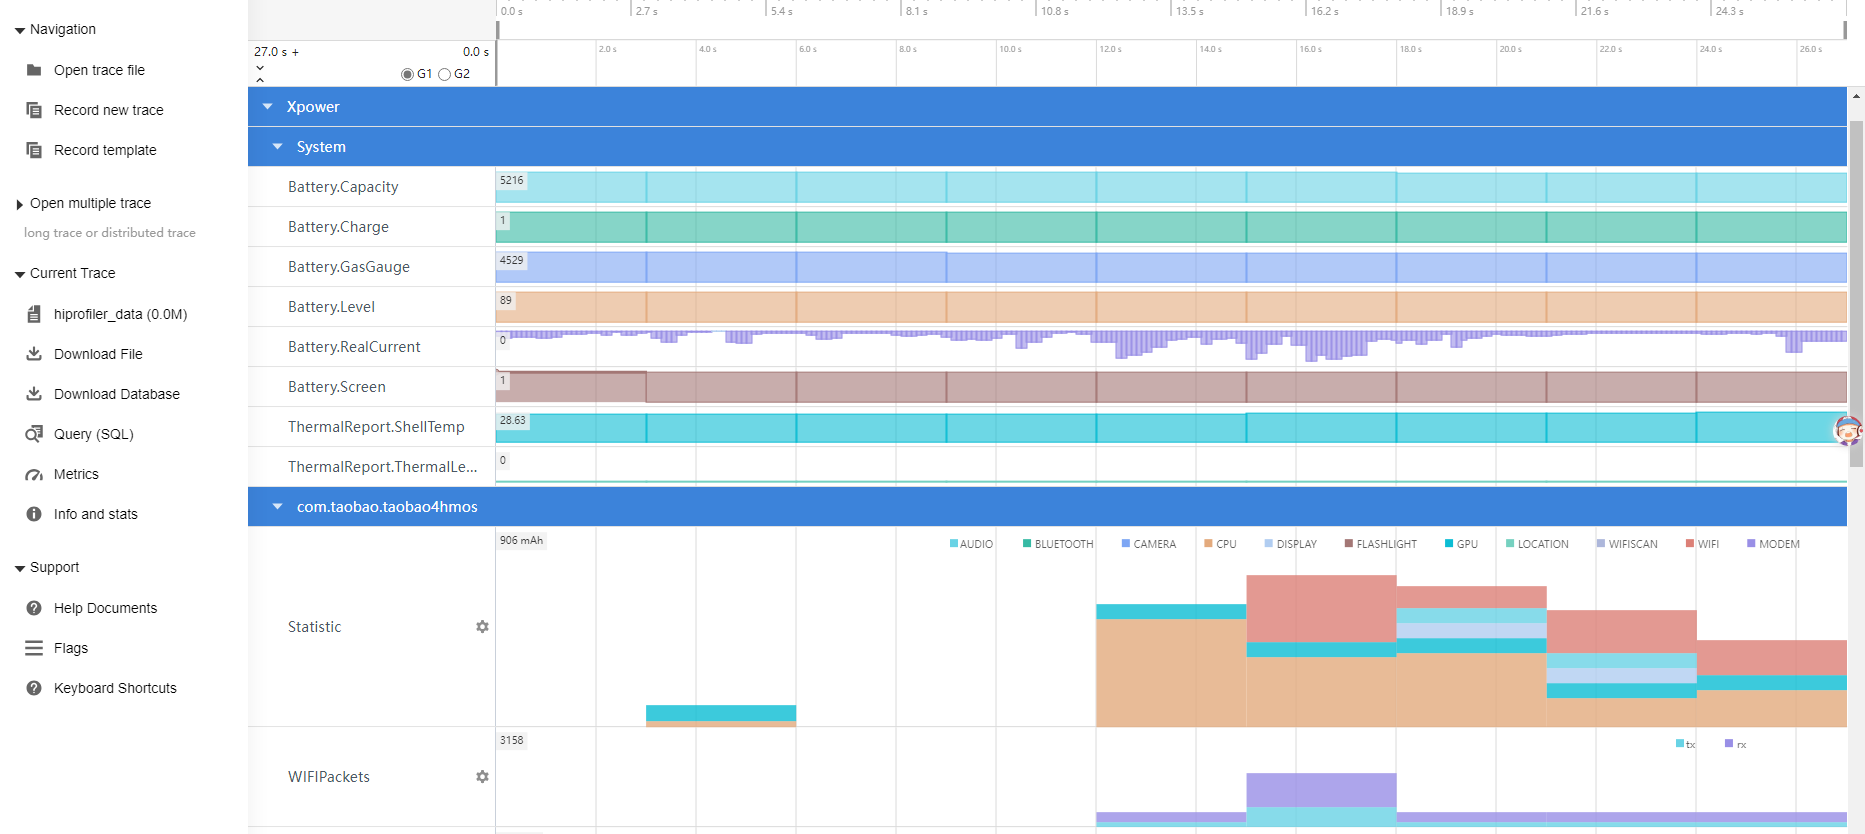 Navigation
Open trace file
Record new trace
Record template
Open multiple trace
long trace or distributed trace
Current Trace
hiprofiler_data (0.0M)
Download File
Download Database
Query (SQL)
Metrics
Info and stats
Support
Help Documents
Flags
Keyboard Shortcuts
0.0 s 2.7 s 5.4 s 8.1 s 10.8 s 13.5 s 16.2 s 18.9 s 21.6 s 24.3 s
27.0 s + 0.0 s
2.0 s 4.0 s 6.0 s 8.0 s 10.0 s 12.0 s 14.0 s 16.0 s 18.0 s 20.0 s 22.0 s 24.0 s 26.0 s
G1 G2
Xpower
System
Battery.Capacity 5216
Battery.Charge 1
Battery.GasGauge 4529
Battery.Level 89
Battery.RealCurrent 0
Battery.Screen 1
ThermalReport.ShellTemp 28.63
ThermalReport.ThermalLe... 0
com.taobao.taobao4hmos
906 mAh
AUDIO BLUETOOTH CAMERA CPU DISPLAY FLASHLIGHT GPU LOCATION WIFISCAN WIFI MODEM
Statistic
3158
tx rx
WIFIPackets